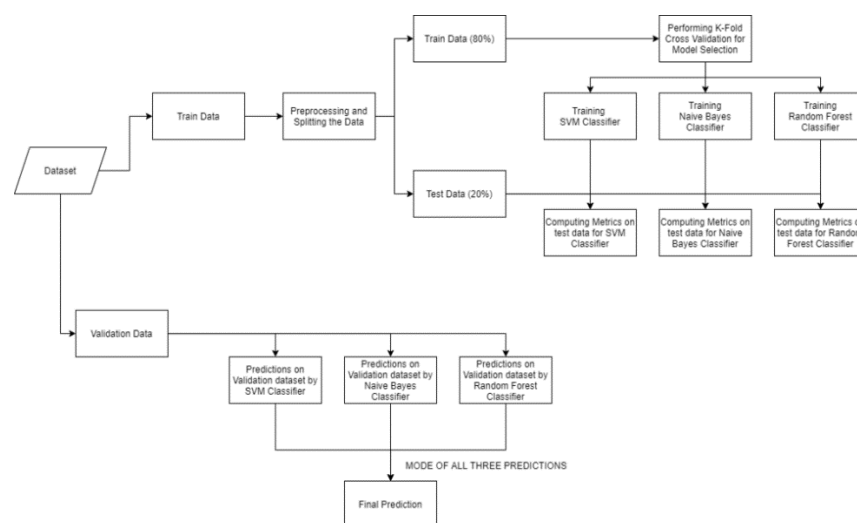 Train Data (80%)
Performing K-Fold
Cross Validation for
Model Selection
Train Data
Preprocessing and
Splitting the Data
Training
SVM Classifier
Training
Naive Bayes
Classifier
Training
Random Forest
Classifier
Dataset
Test Data (20%)
Computing Metrics on
test data for SVM
Classifier
Computing Metrics on
test data for Naive
Bayes Classifier
Computing Metrics on
test data for Random
Forest Classifier
Validation Data
Predictions on
Validation dataset by
SVM Classifier
Predictions on
Validation dataset by
Naive Bayes
Classifier
Predictions on
Validation dataset by
Random Forest
Classifier
MODE OF ALL THREE PREDICTIONS
Final Prediction